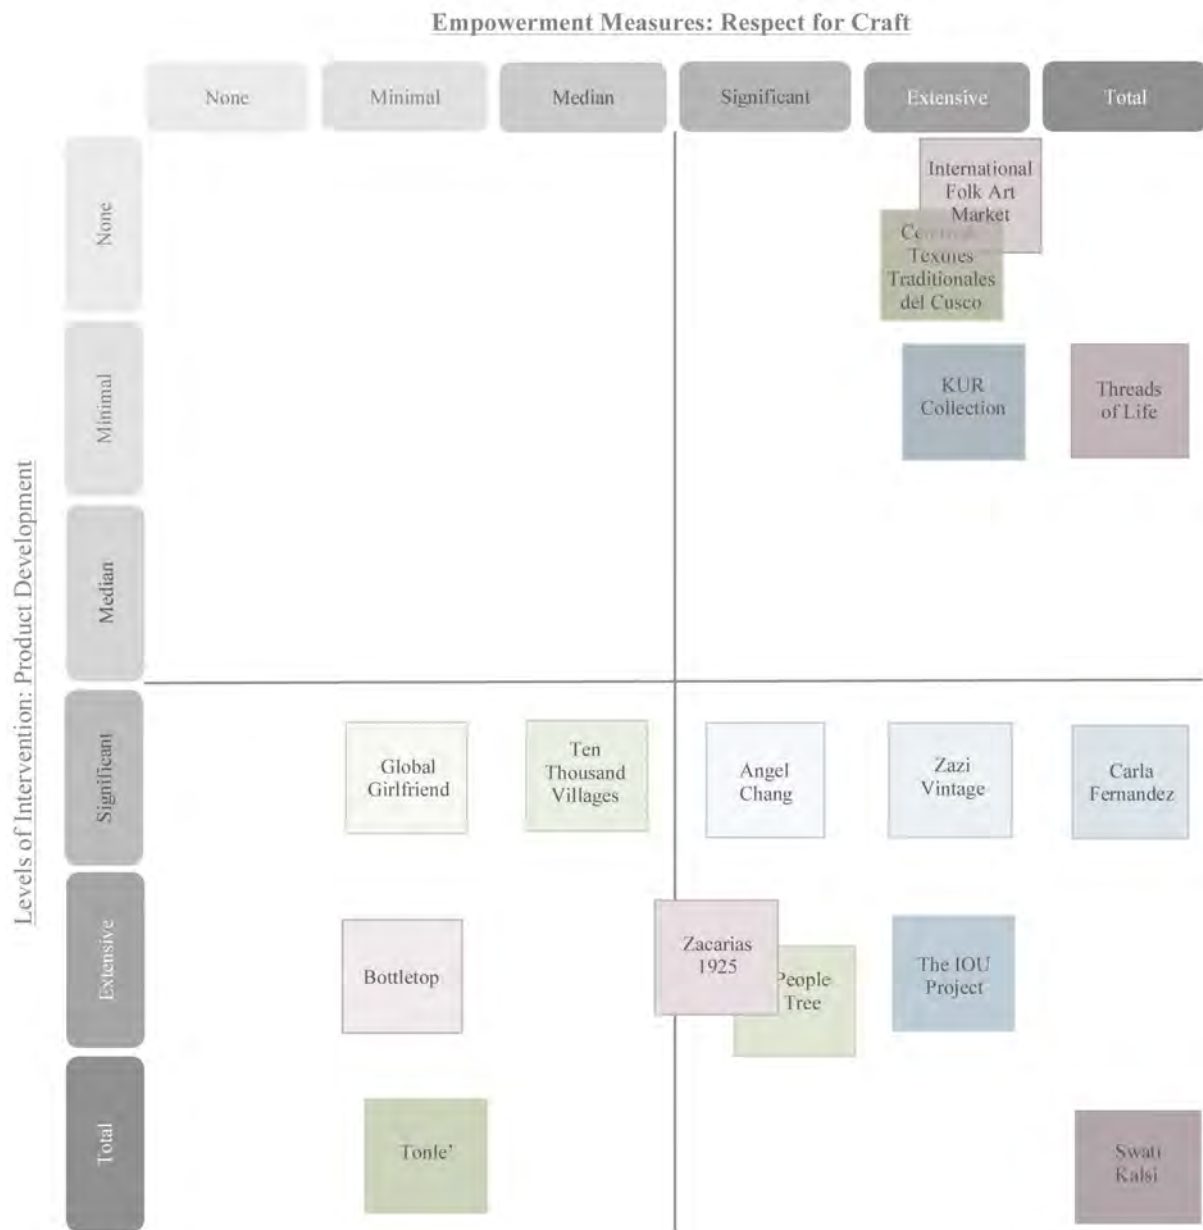 Empowerment Measures: Respect for Craft
None
Minimal
Median
Significant
Extensive
Total
Levels of Intervention: Product Development
None
International
Folk Art
Market
Textiles
Traditionales
del Cusco
Minimal
KUR
Collection
Threads
of Life
Median
Significant
Global
Girlfriend
Ten
Thousand
Villages
Angel
Chang
Zazi
Vintage
Carla
Fernandez
Extensive
Bottletop
Zacarias
1925
People
Tree
The IOU
Project
Total
Tonle’
Swati
Kalsi